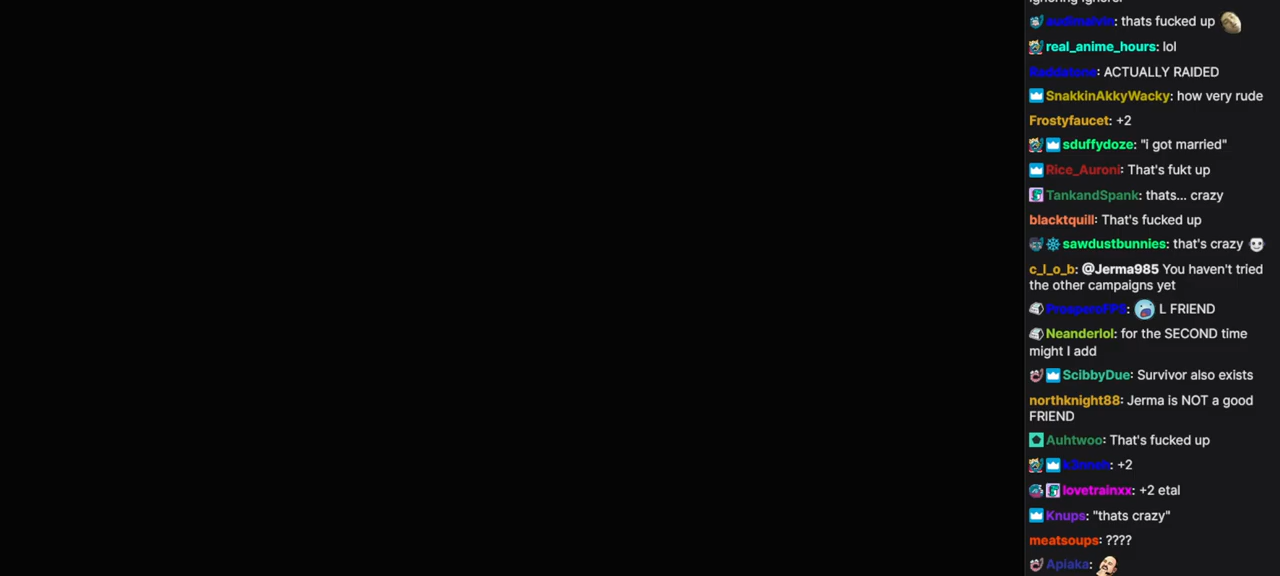 ignoring ignore!
audimalvin: thats fucked up
real_anime_hours: lol
Raddstone: ACTUALLY RAIDED
SnakkinAkkyWacky: how very rude
Frostyfaucet: +2
sduffydoze: "i got married"
Rice_Auroni: That's fukt up
TankandSpank: thats... crazy
blacktquill: That's fucked up
sawdustbunnies: that's crazy
c_l_o_b: @Jerma985 You haven't tried
the other campaigns yet
ProsperoFPS: L FRIEND
Neanderlol: for the SECOND time
might I add
ScibbyDue: Survivor also exists
northknight88: Jerma is NOT a good
FRIEND
Auhtwoo: That's fucked up
: +2
lovetrainxx: +2 etal
Knups: "thats crazy"
meatsoups: ????
Apiaka: